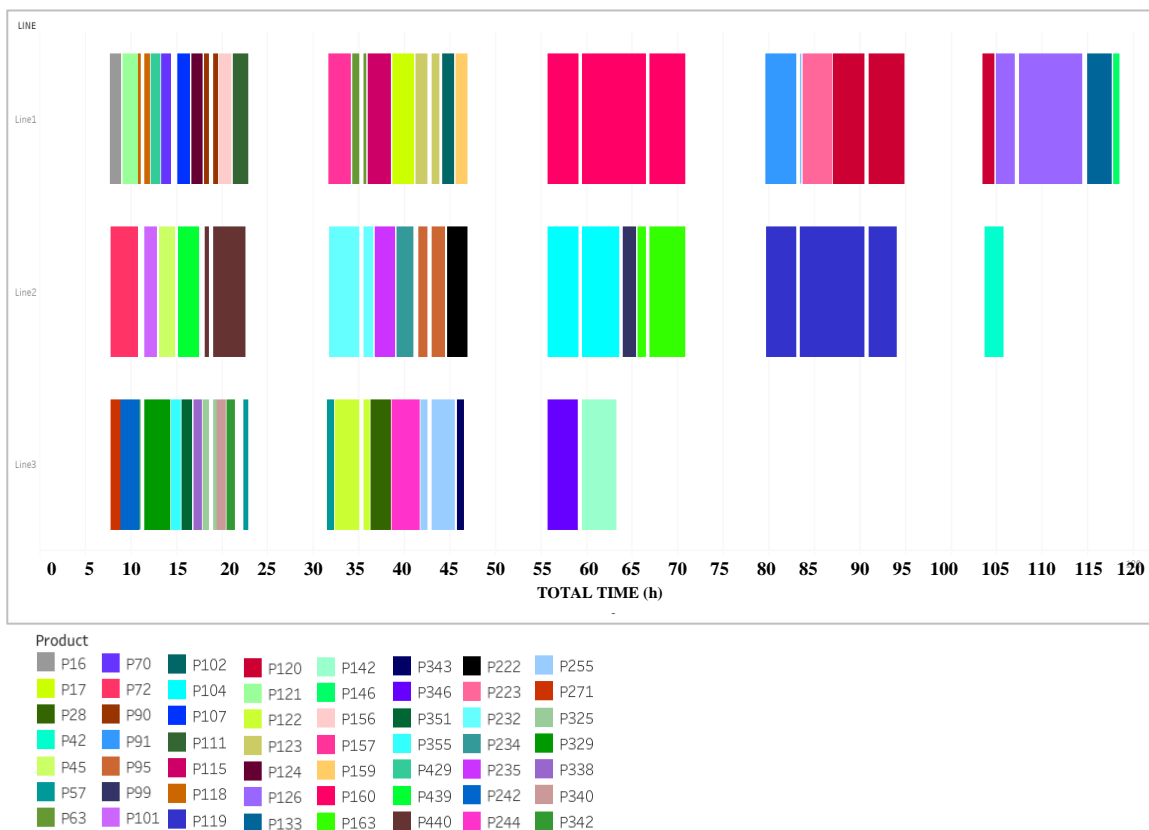 LINE
Line1
Line2
Line3
0 5 10 15 20 25 30 35 40 45 50 55 60 65 70 80 85 90 95 100 105 110 115 120
TOTAL TIME (h)
Product
P16 P70 P102 P120 P142 P343 P222 P255
P17 P72 P104 P121 P146 P346 P223 P271
P28 P90 P107 P122 P156 P351 P232 P325
P42 P91 P111 P123 P157 P355 P234 P329
P45 P95 P115 P124 P159 P429 P235 P338
P57 P99 P118 P126 P160 P439 P242 P340
P63 P101 P119 P133 P163 P440 P244 P342